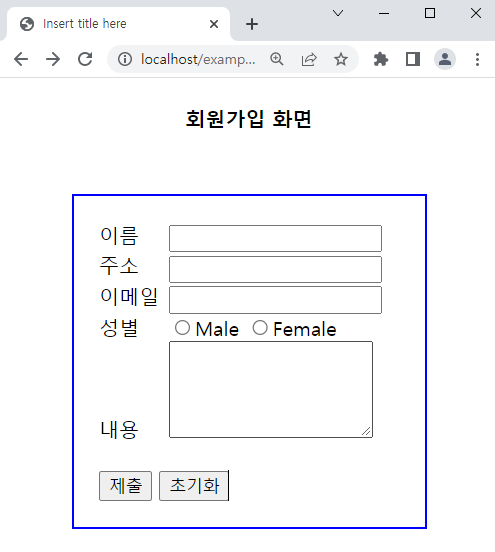 Insert title here
localhost/examp...
회원가입 화면
이름
주소
이메일
성별 Male Female
내용
제출 초기화